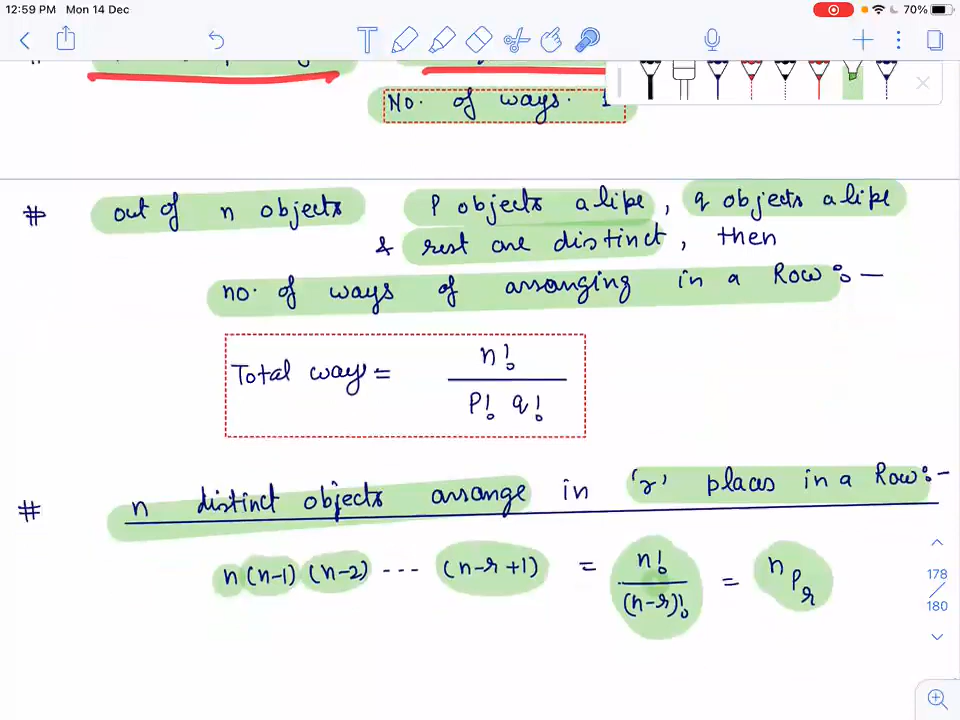 12:59 PM Mon 14 Dec
70%
No. of ways.
# out of n objects P objects alike, q objects alike
& rest are distinct, then
no. of ways of arranging in a Row:-
Total ways = n! / P! q!
# n distinct objects arrange in 'r' places in a Row:-
n(n-1)(n-2) --- (n-r+1) = n! / (n-r)! = nPr
178
180